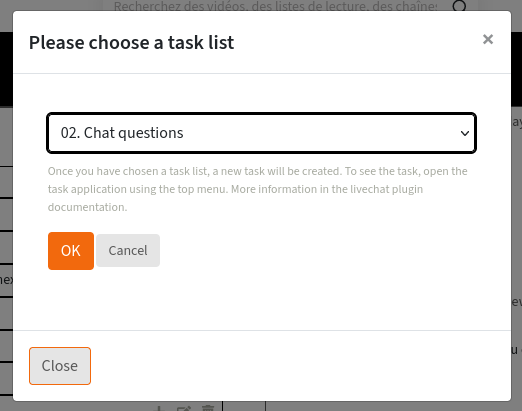 Recherchez des vidéos, des listes de lecture, des chaînes
Please choose a task list
×
02. Chat questions
Once you have chosen a task list, a new task will be created. To see the task, open the
task application using the top menu. More information in the livechat plugin
documentation.
OK
Cancel
Close